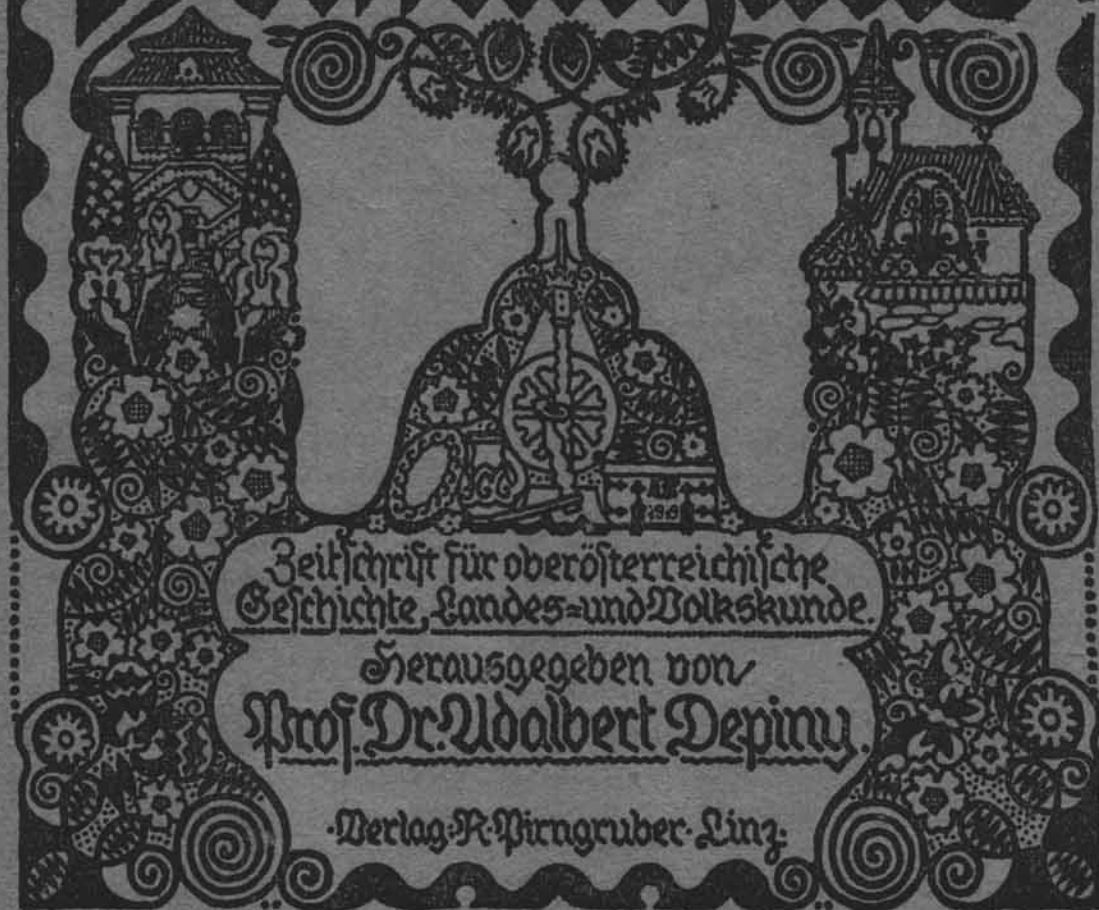 Zeitschrift für oberösterreichische
Geschichte, Landes=und Volkskunde.
Herausgegeben von
Prof. Dr. Adalbert Depiny.
·Verlag·R·Pirngruber·Linz·